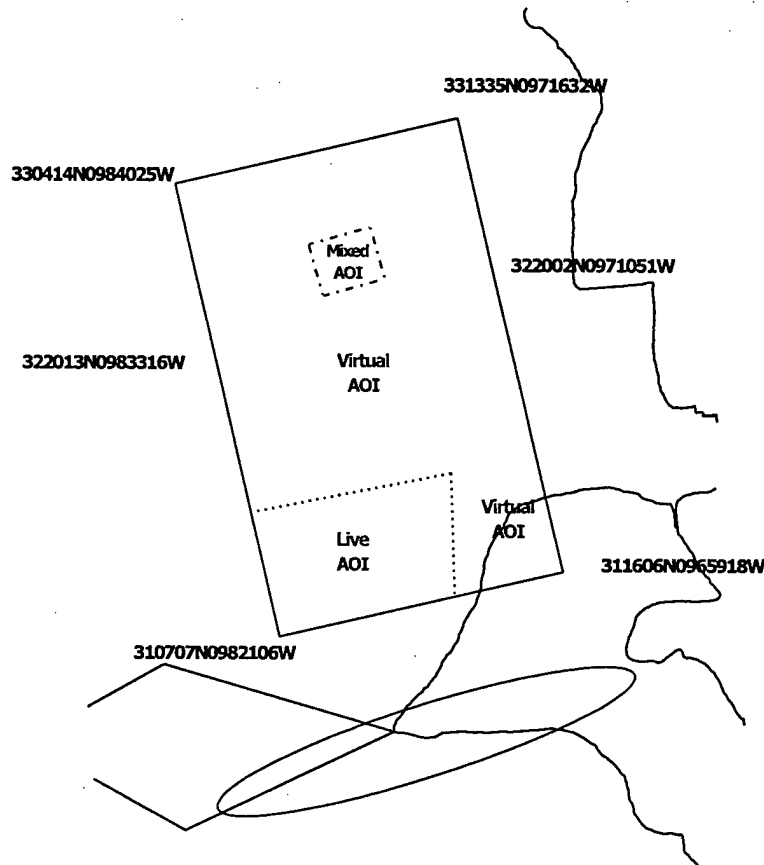 331335N0971632W
330414N0984025W
Mixed
AOI
322002N0971051W
322013N0983316W
Virtual
AOI
Virtual
AOI
Live
AOI
311606N0965918W
310707N0982106W